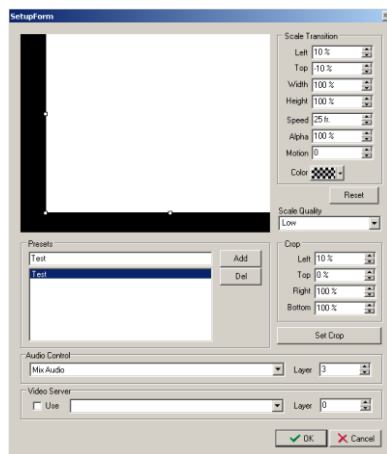 SetupForm
Scale Transition
Left 10 %
Top -10 %
Width 100 %
Height 100 %
Speed 25 fr.
Alpha 100 %
Motion 0
Color
Reset
Scale Quality
Low
Presets
Test
Add
Test
Del
Crop
Left 10 %
Top 0 %
Right 100 %
Bottom 100 %
Set Crop
Audio Control
Mix Audio
Layer 3
Video Server
Use
Layer 0
OK
Cancel